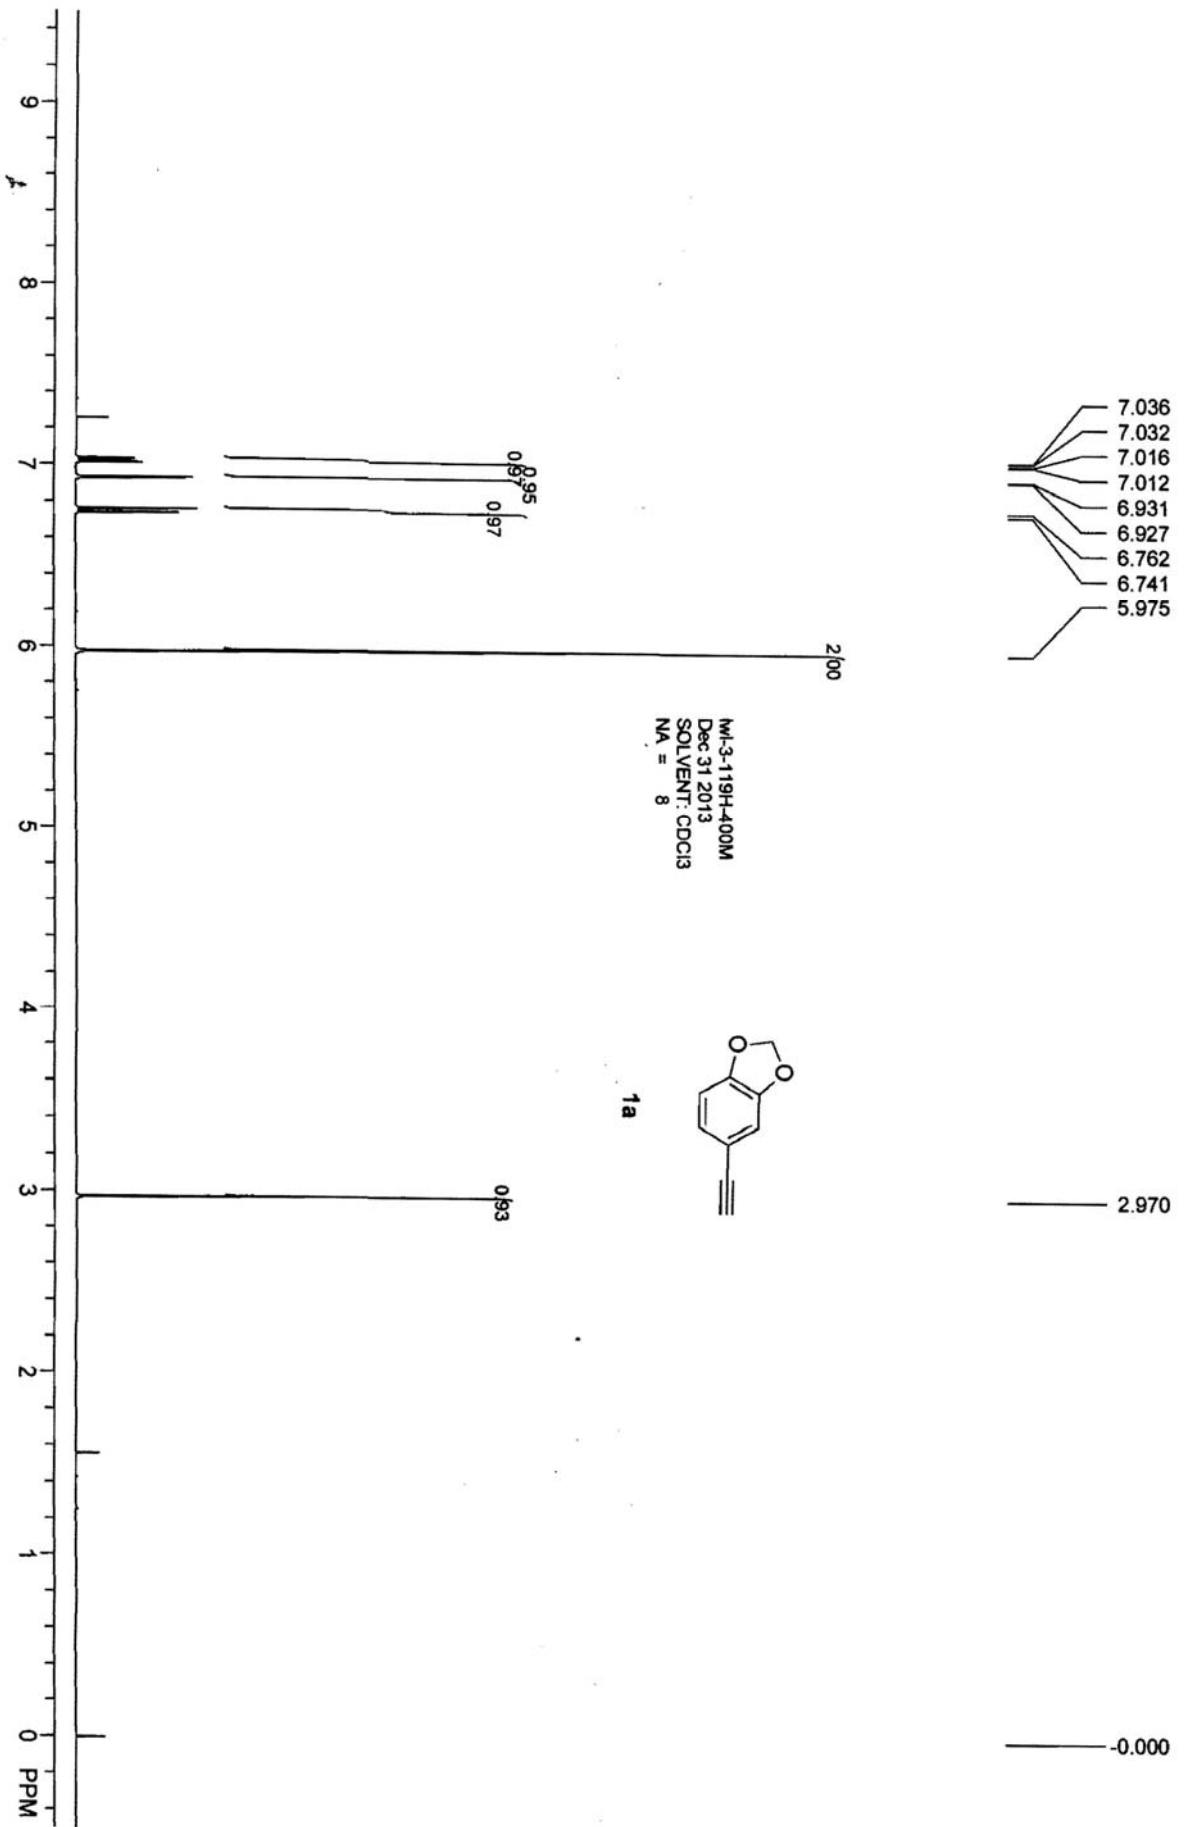 7.036
7.032
7.016
7.012
6.931
6.927
6.762
6.741
5.975
2.970
-0.000
0.97
0.95
0.97
2.00
0.93
lwl-3-119H-400M
Dec 31 2013
SOLVENT: CDCl3
NA = 8
O
O
1a
9 8 7 6 5 4 3 2 1 0 PPM